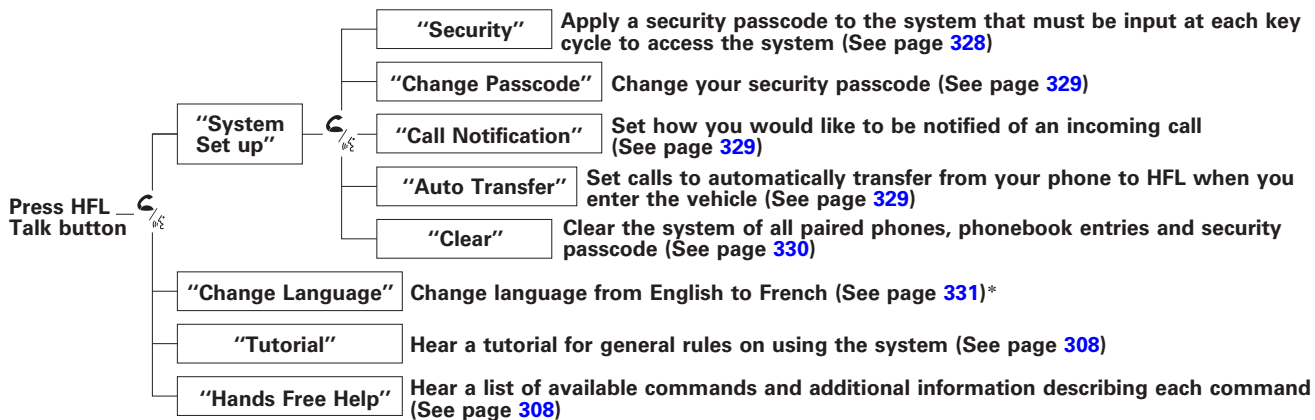 "Security"
Apply a security passcode to the system that must be input at each key
cycle to access the system (See page 328)
"Change Passcode"
Change your security passcode (See page 329)
"System
Set up"
"Call Notification"
Set how you would like to be notified of an incoming call
(See page 329)
"Auto Transfer"
Set calls to automatically transfer from your phone to HFL when you
enter the vehicle (See page 329)
Press HFL
Talk button
"Clear"
Clear the system of all paired phones, phonebook entries and security
passcode (See page 330)
"Change Language"
Change language from English to French (See page 331)*
"Tutorial"
Hear a tutorial for general rules on using the system (See page 308)
"Hands Free Help"
Hear a list of available commands and additional information describing each command
(See page 308)